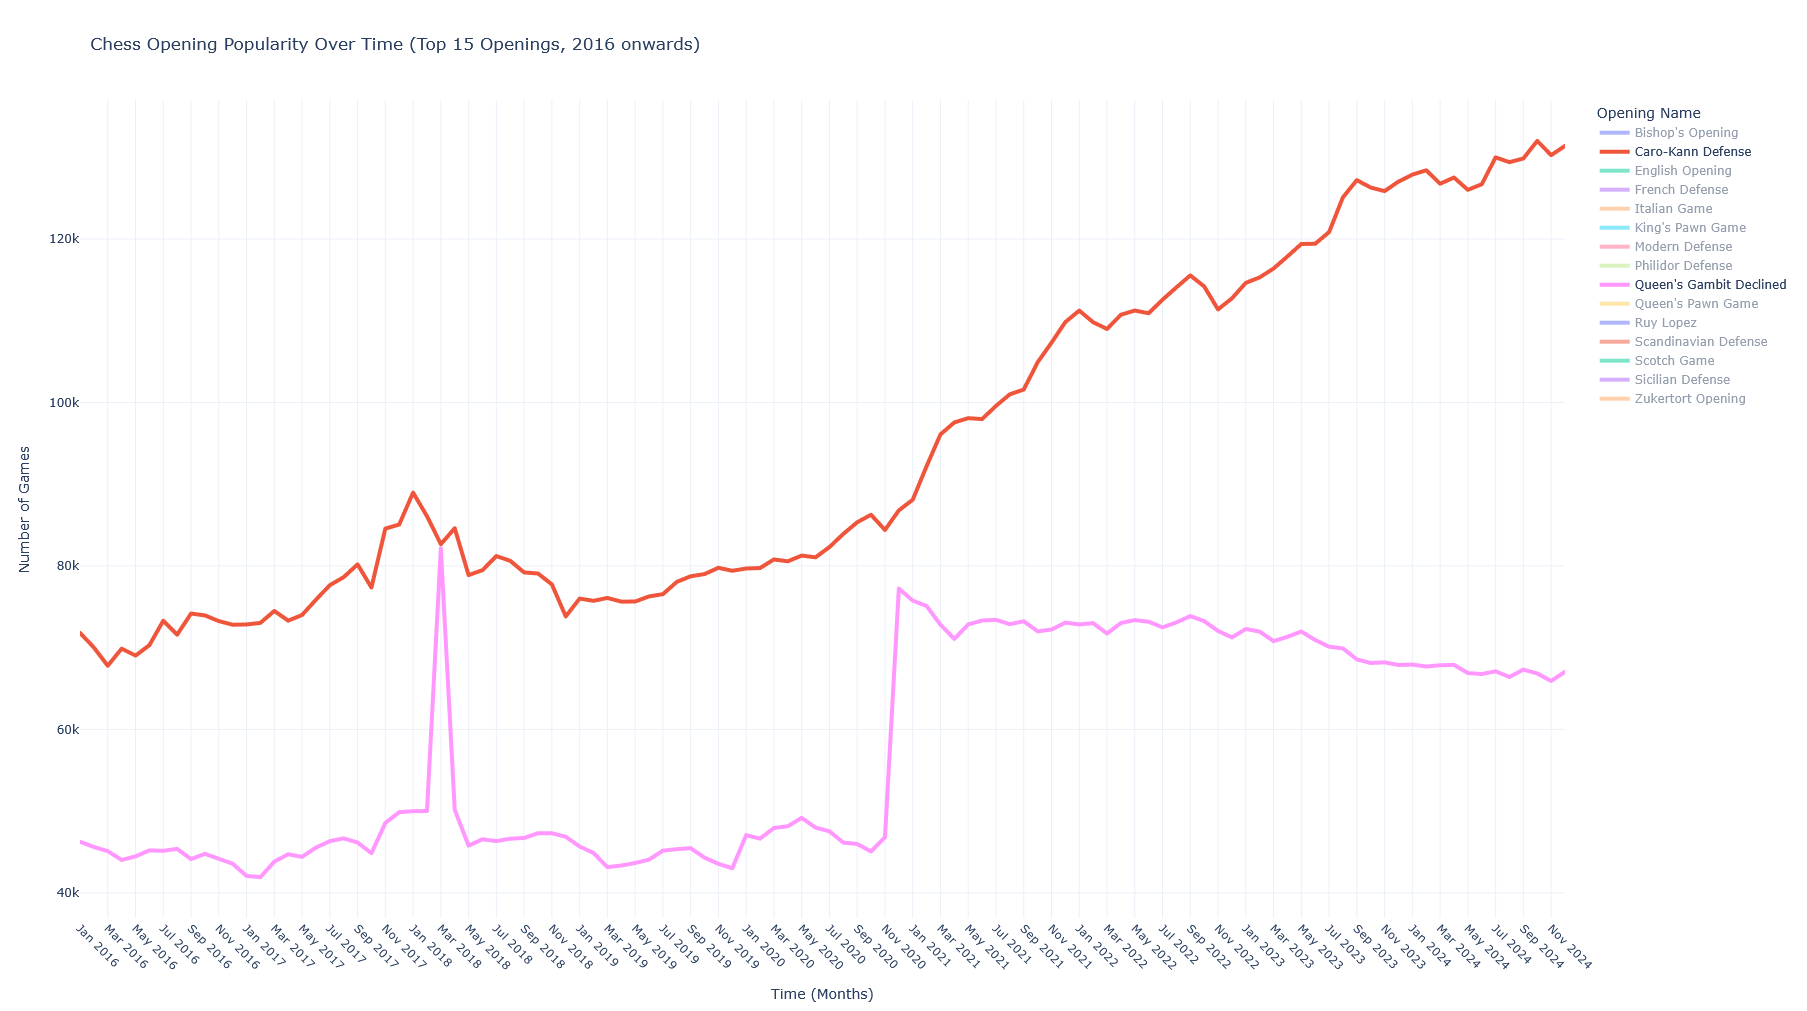 Chess Opening Popularity Over Time (Top 15 Openings, 2016 onwards)
Opening Name
Bishop's Opening
Caro-Kann Defense
English Opening
French Defense
Italian Game
King's Pawn Game
Modern Defense
Philidor Defense
Queen's Gambit Declined
Queen's Pawn Game
Ruy Lopez
Scandinavian Defense
Scotch Game
Sicilian Defense
Zukertort Opening
Number of Games
120k
100k
80k
60k
40k
Jan 2016
Mar 2016
May 2016
Jul 2016
Sep 2016
Nov 2016
Jan 2017
Mar 2017
May 2017
Jul 2017
Sep 2017
Nov 2017
Jan 2018
Mar 2018
May 2018
Jul 2018
Sep 2018
Nov 2018
Jan 2019
Mar 2019
May 2019
Jul 2019
Sep 2019
Nov 2019
Jan 2020
Mar 2020
May 2020
Jul 2020
Sep 2020
Nov 2020
Jan 2021
Mar 2021
May 2021
Jul 2021
Sep 2021
Nov 2021
Jan 2022
Mar 2022
May 2022
Jul 2022
Sep 2022
Nov 2022
Jan 2023
Mar 2023
May 2023
Jul 2023
Sep 2023
Nov 2023
Jan 2024
Mar 2024
May 2024
Jul 2024
Sep 2024
Nov 2024
Time (Months)